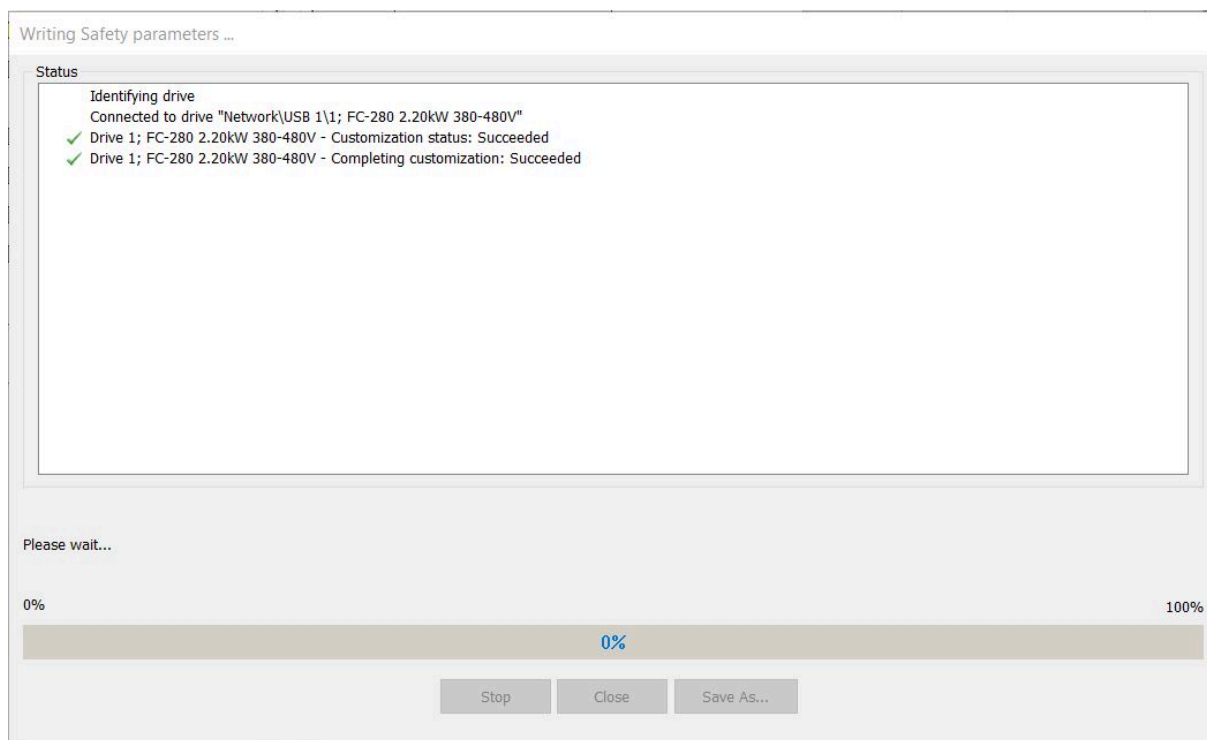 Writing Safety parameters ...
Status
Identifying drive
Connected to drive "Network\USB 1\1; FC-280 2.20kW 380-480V"
Drive 1; FC-280 2.20kW 380-480V - Customization status: Succeeded
Drive 1; FC-280 2.20kW 380-480V - Completing customization: Succeeded
Please wait...
0% 100%
0%
Stop Close Save As...